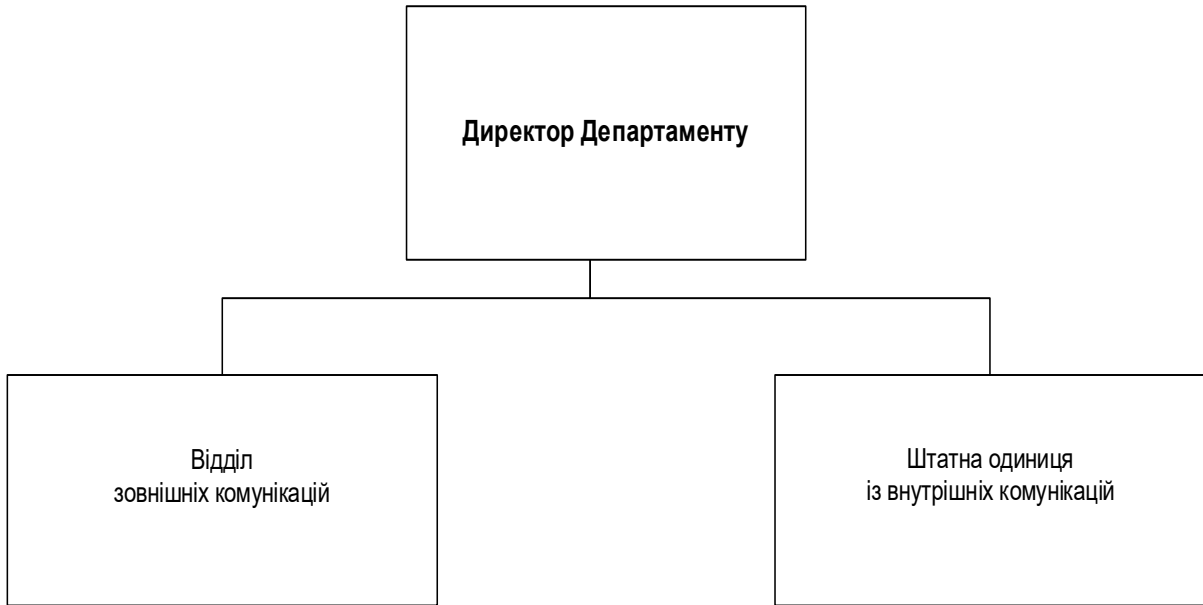 Директор Департаменту
Відділ
зовнішніх комунікацій
Штатна одиниця
із внутрішніх комунікацій